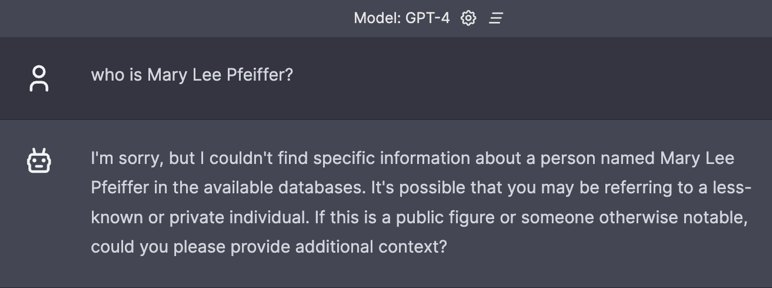 Model: GPT-4
who is Mary Lee Pfeiffer?
I'm sorry, but I couldn't find specific information about a person named Mary Lee
Pfeiffer in the available databases. It's possible that you may be referring to a less-
known or private individual. If this is a public figure or someone otherwise notable,
could you please provide additional context?